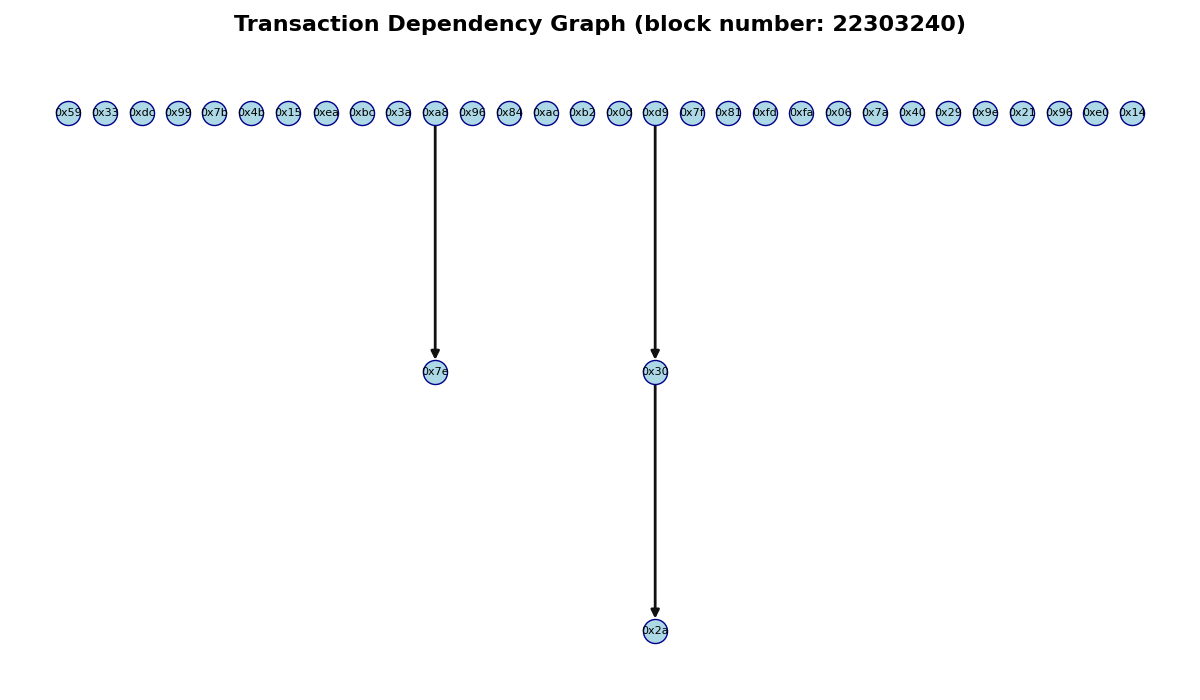 Transaction Dependency Graph (block number: 22303240)
0x59 0x33 0xdc 0x99 0x7b 0x4b 0x15 0xea 0xbc 0x3a 0xa8 0x96 0x84 0xac 0xb2 0x0d 0xd9 0x7f 0x81 0xfd 0xfa 0x06 0x7a 0x40 0x29 0x9e 0x21 0x96 0xe0 0x14
0x7e 0x30
0x2a